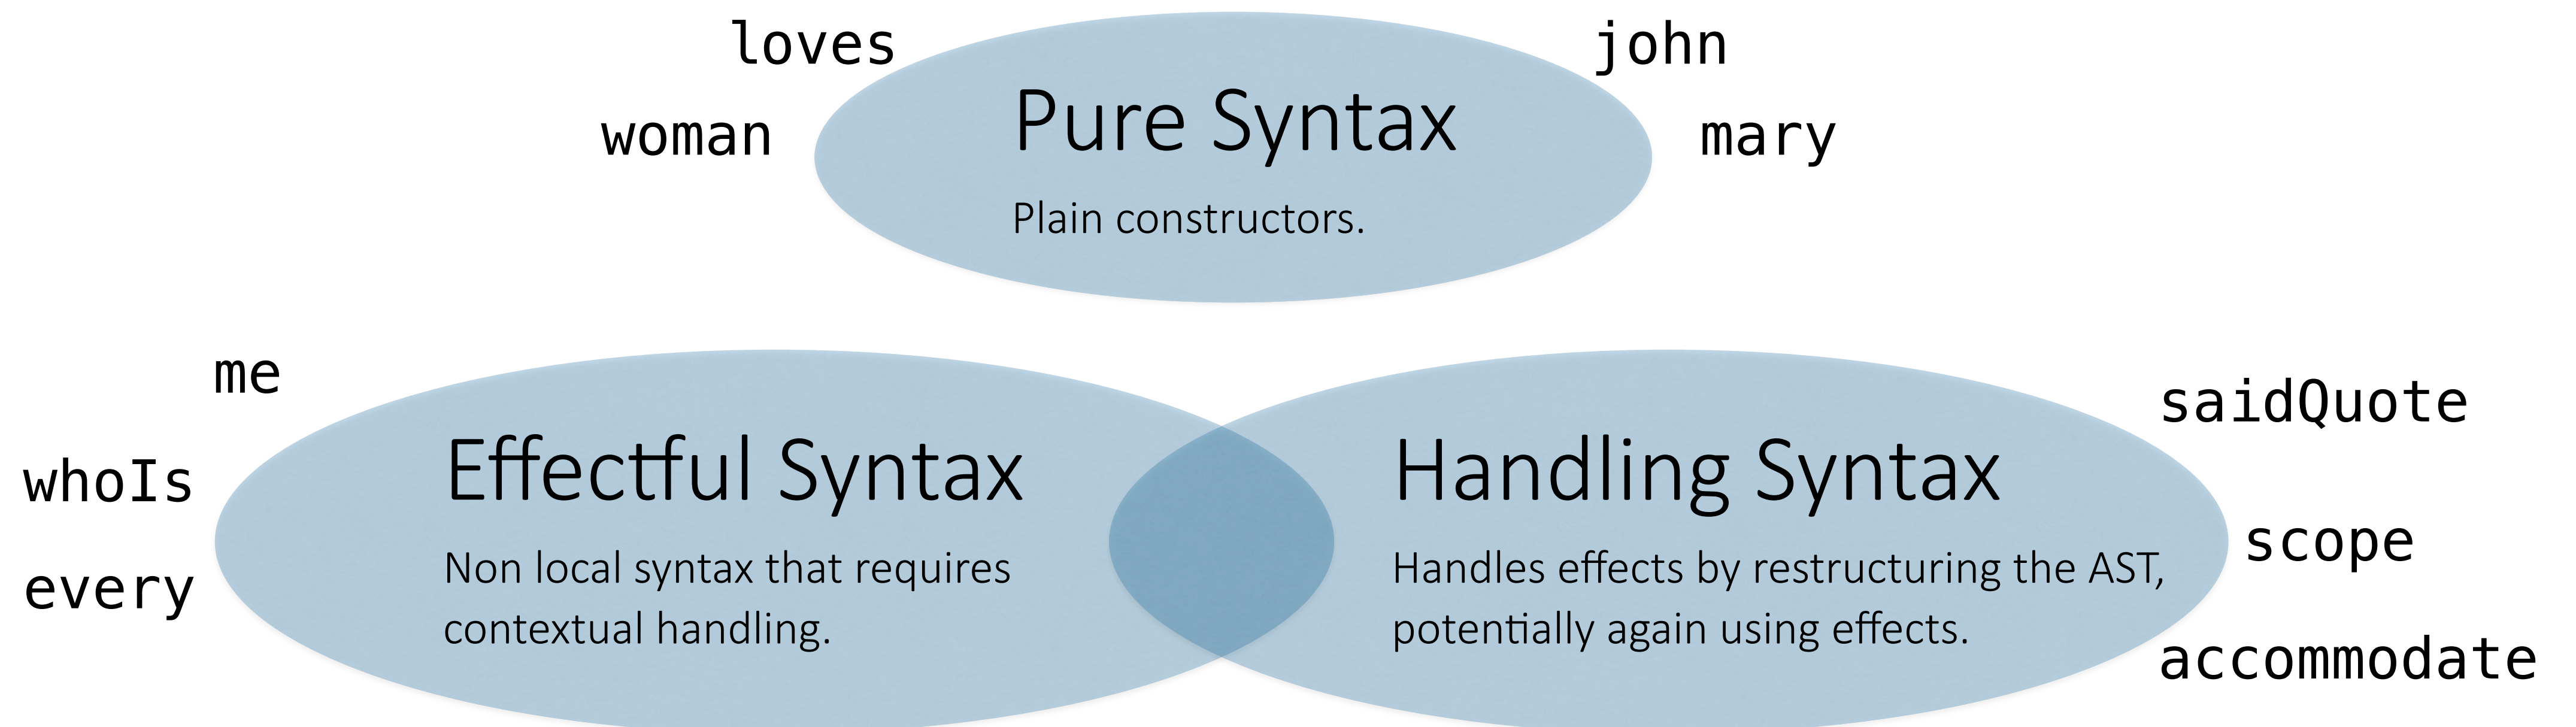 loves
john
Pure Syntax
woman
mary
Plain constructors.
me
saidQuote
Effectful Syntax
Handling Syntax
whoIs
scope
Non local syntax that requires
contextual handling.
Handles effects by restructuring the AST,
potentially again using effects.
every
accommodate